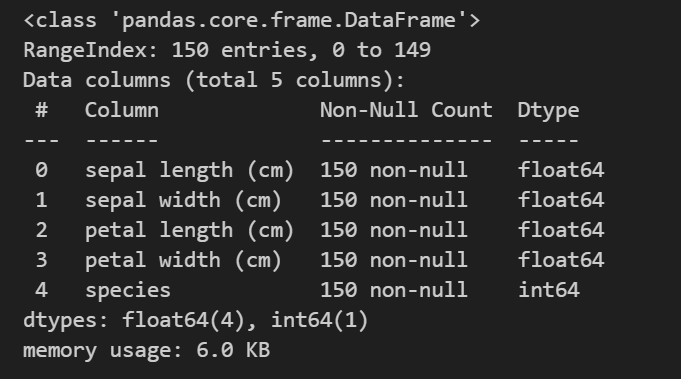 <class 'pandas.core.frame.DataFrame'>
RangeIndex: 150 entries, 0 to 149
Data columns (total 5 columns):
 #   Column             Non-Null Count  Dtype
---  ------             --------------  -----
 0   sepal length (cm)  150 non-null    float64
 1   sepal width (cm)   150 non-null    float64
 2   petal length (cm)  150 non-null    float64
 3   petal width (cm)   150 non-null    float64
 4   species            150 non-null    int64
dtypes: float64(4), int64(1)
memory usage: 6.0 KB